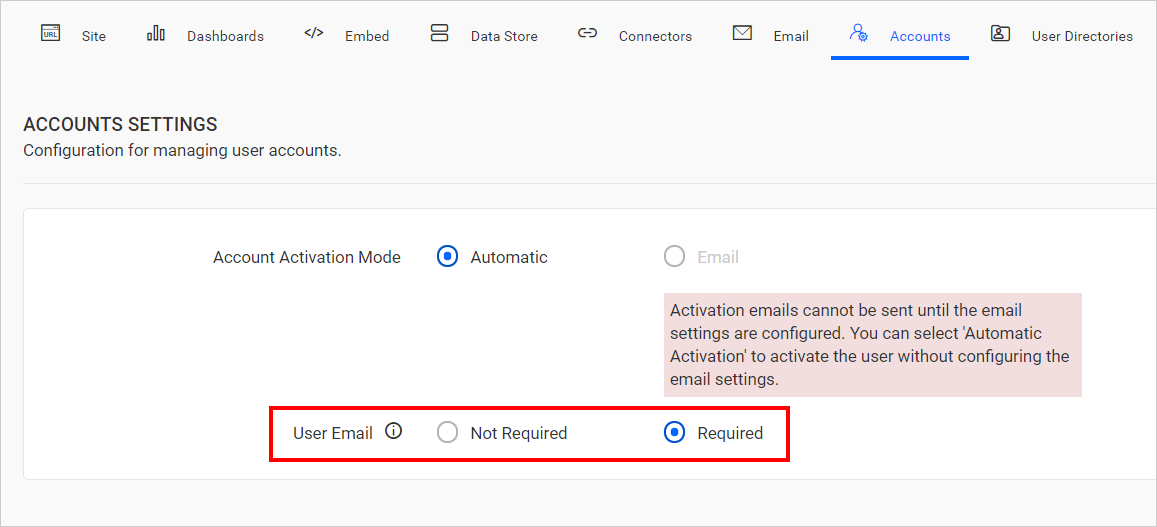 URL Site Dashboards </> Embed Data Store Connectors Email Accounts User Directories
ACCOUNTS SETTINGS
Configuration for managing user accounts.
Account Activation Mode Automatic Email
Activation emails cannot be sent until the email
settings are configured. You can select 'Automatic
Activation' to activate the user without configuring the
email settings.
User Email Not Required Required